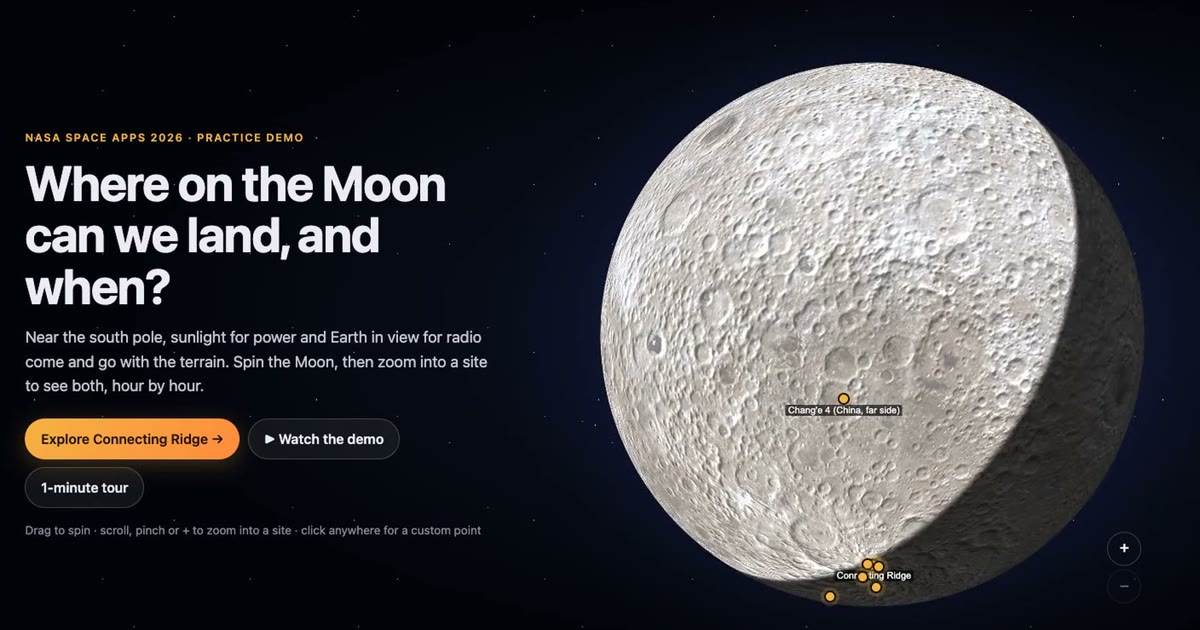 NASA SPACE APPS 2026 · PRACTICE DEMO ·
Where on the Moon
can we land, and
when?
Near the south pole, sunlight for power and Earth in view for radio
come and go with the terrain. Spin the Moon, then zoom into a site
to see both, hour by hour.
Explore Connecting Ridge →
▶ Watch the demo
1-minute tour
Drag to spin · scroll, pinch or + to zoom into a site · click anywhere for a custom point
Chang'e 4 (China, far side)
Connecting Ridge
+
−